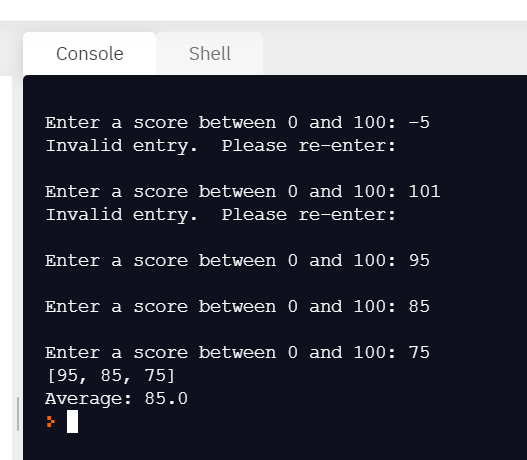 Console Shell
Enter a score between 0 and 100: -5
Invalid entry.  Please re-enter:
Enter a score between 0 and 100: 101
Invalid entry.  Please re-enter:
Enter a score between 0 and 100: 95
Enter a score between 0 and 100: 85
Enter a score between 0 and 100: 75
[95, 85, 75]
Average: 85.0